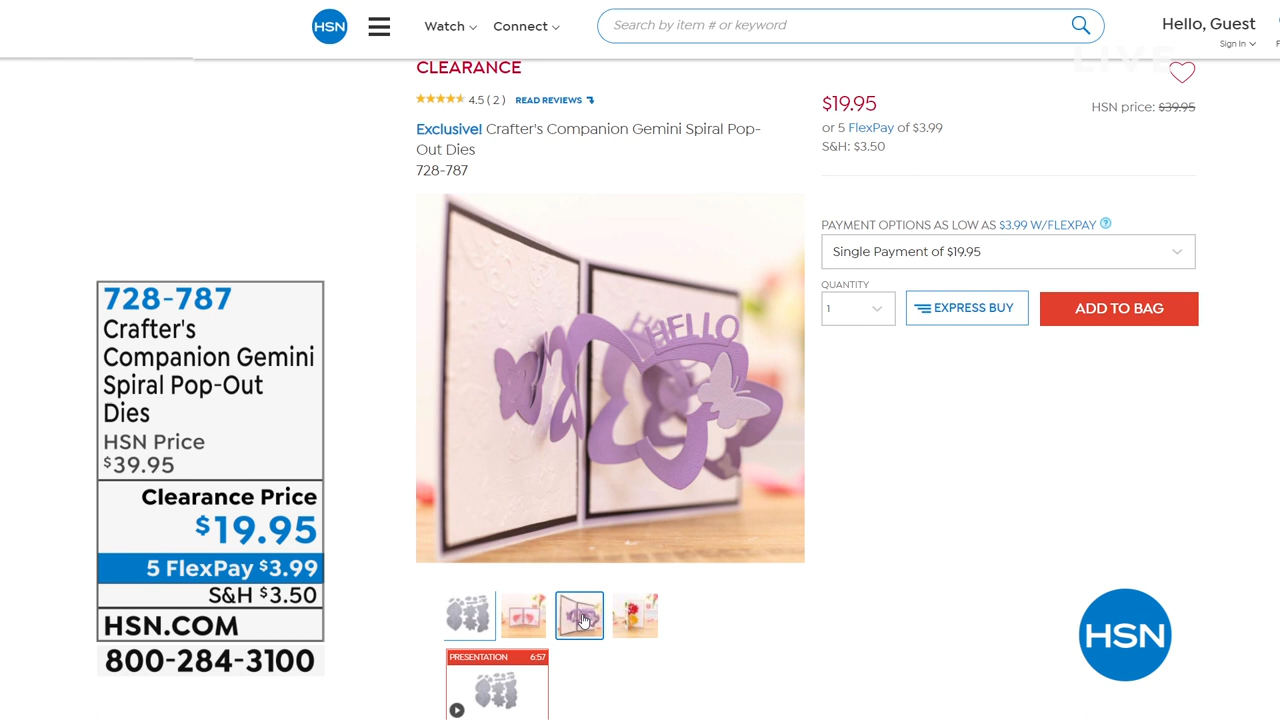 HSN
Watch
Connect
Search by item # or keyword
Hello, Guest
Sign In
LIVE
CLEARANCE
4.5 ( 2 ) READ REVIEWS
Exclusive! Crafter's Companion Gemini Spiral Pop-
Out Dies
728-787
$19.95
HSN price: $39.95
or 5 FlexPay of $3.99
S&H: $3.50
PAYMENT OPTIONS AS LOW AS $3.99 W/FLEXPAY ?
Single Payment of $19.95
QUANTITY
1
EXPRESS BUY
ADD TO BAG
HELLO
728-787
Crafter's
Companion Gemini
Spiral Pop-Out
Dies
HSN Price
$39.95
Clearance Price
$19.95
5 FlexPay $3.99
S&H $3.50
HSN.COM
800-284-3100
PRESENTATION 6:57
HSN